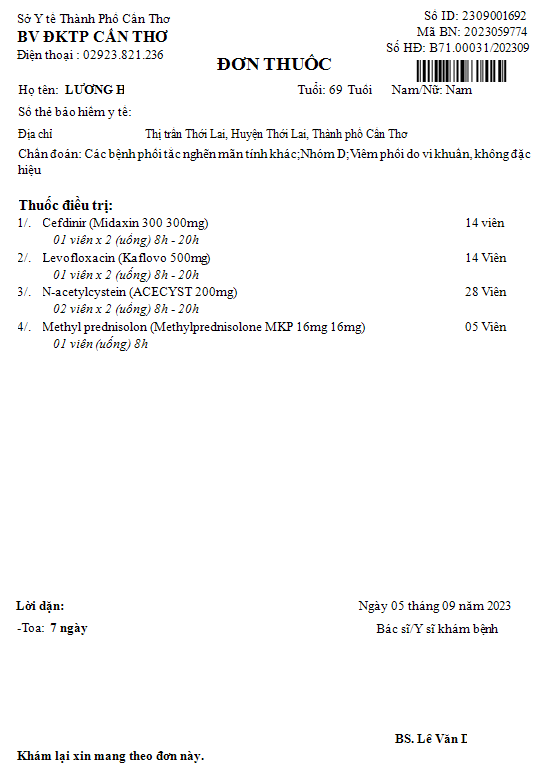 Sở Y tế Thành Phố Cần Thơ
BV ĐKTP CẦN THƠ
Điện thoại : 02923.821.236
Số ID: 2309001692
Mã BN: 2023059774
Số HĐ: B71.00031/202309
ĐƠN THUỐC
Họ tên: LƯƠNG H
Tuổi: 69 Tuổi Nam/Nữ: Nam
Số thẻ bảo hiểm y tế:
Địa chỉ Thị trấn Thới Lai, Huyện Thới Lai, Thành phố Cần Thơ
Chẩn đoán: Các bệnh phổi tắc nghẽn mãn tính khác;Nhóm D;Viêm phổi do vi khuẩn, không đặc
hiệu
Thuốc điều trị:
1/. Cefdinir (Midaxin 300 300mg) 14 viên
01 viên x 2 (uống) 8h - 20h
2/. Levofloxacin (Kaflovo 500mg) 14 Viên
01 viên x 2 (uống) 8h - 20h
3/. N-acetylcystein (ACECYST 200mg) 28 Viên
02 viên x 2 (uống) 8h - 20h
4/. Methyl prednisolon (Methylprednisolone MKP 16mg 16mg) 05 Viên
01 viên (uống) 8h
Lời dặn:
Ngày 05 tháng 09 năm 2023
-Toa: 7 ngày
Bác sĩ/Y sĩ khám bệnh
BS. Lê Văn
Khám lại xin mang theo đơn này.